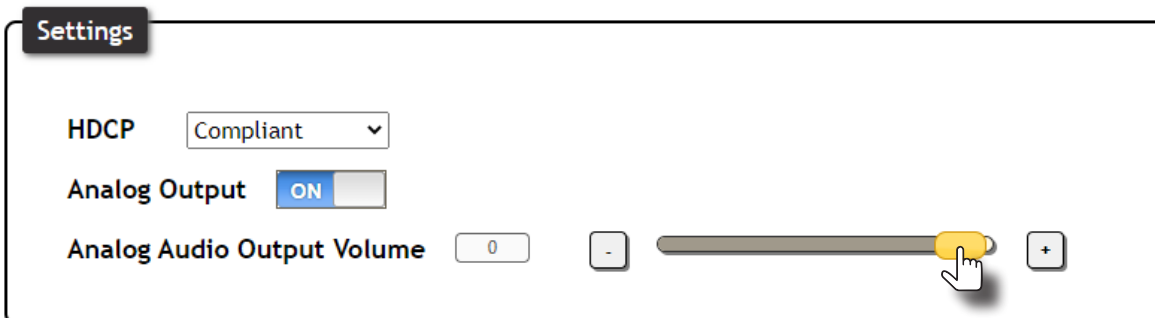 Settings
HDCP Compliant
Analog Output ON
Analog Audio Output Volume 0 - +